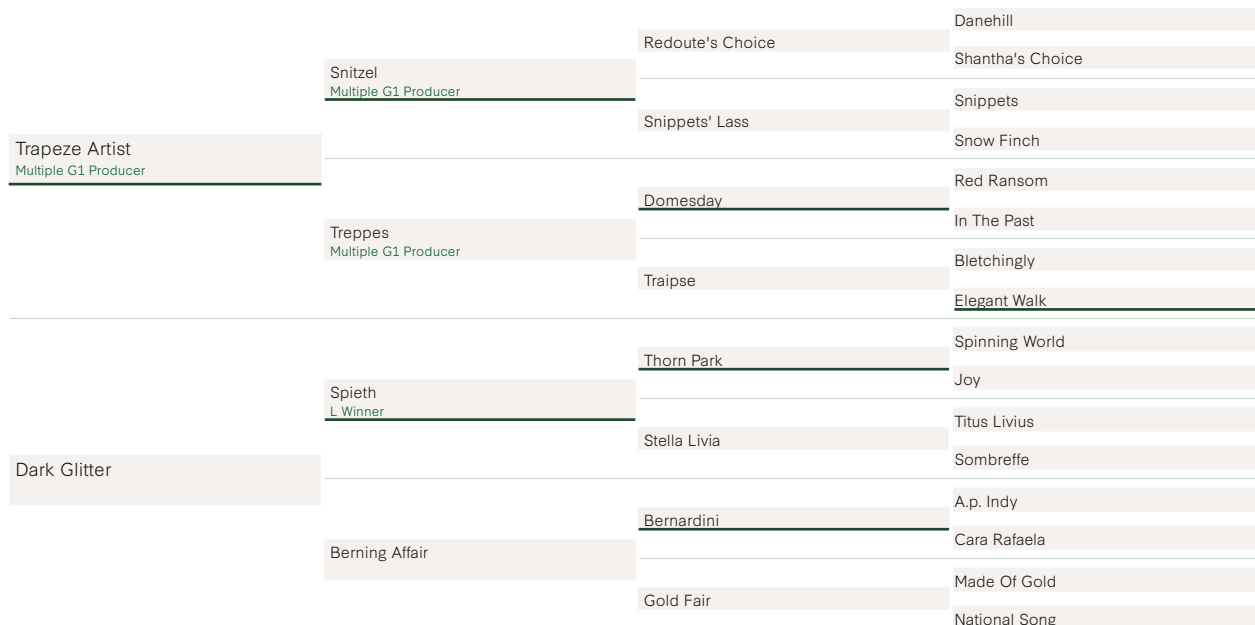 Danehill
Redoute's Choice
Shantha's Choice
Snitzel
Multiple G1 Producer
Snippets
Snippets' Lass
Snow Finch
Trapeze Artist
Multiple G1 Producer
Red Ransom
Domesday
In The Past
Treppes
Multiple G1 Producer
Bletchingly
Traipse
Elegant Walk
Spinning World
Thorn Park
Joy
Spieth
L Winner
Titus Livius
Stella Livia
Sombreffe
Dark Glitter
A.p. Indy
Bernardini
Cara Rafaela
Berning Affair
Made Of Gold
Gold Fair
National Song